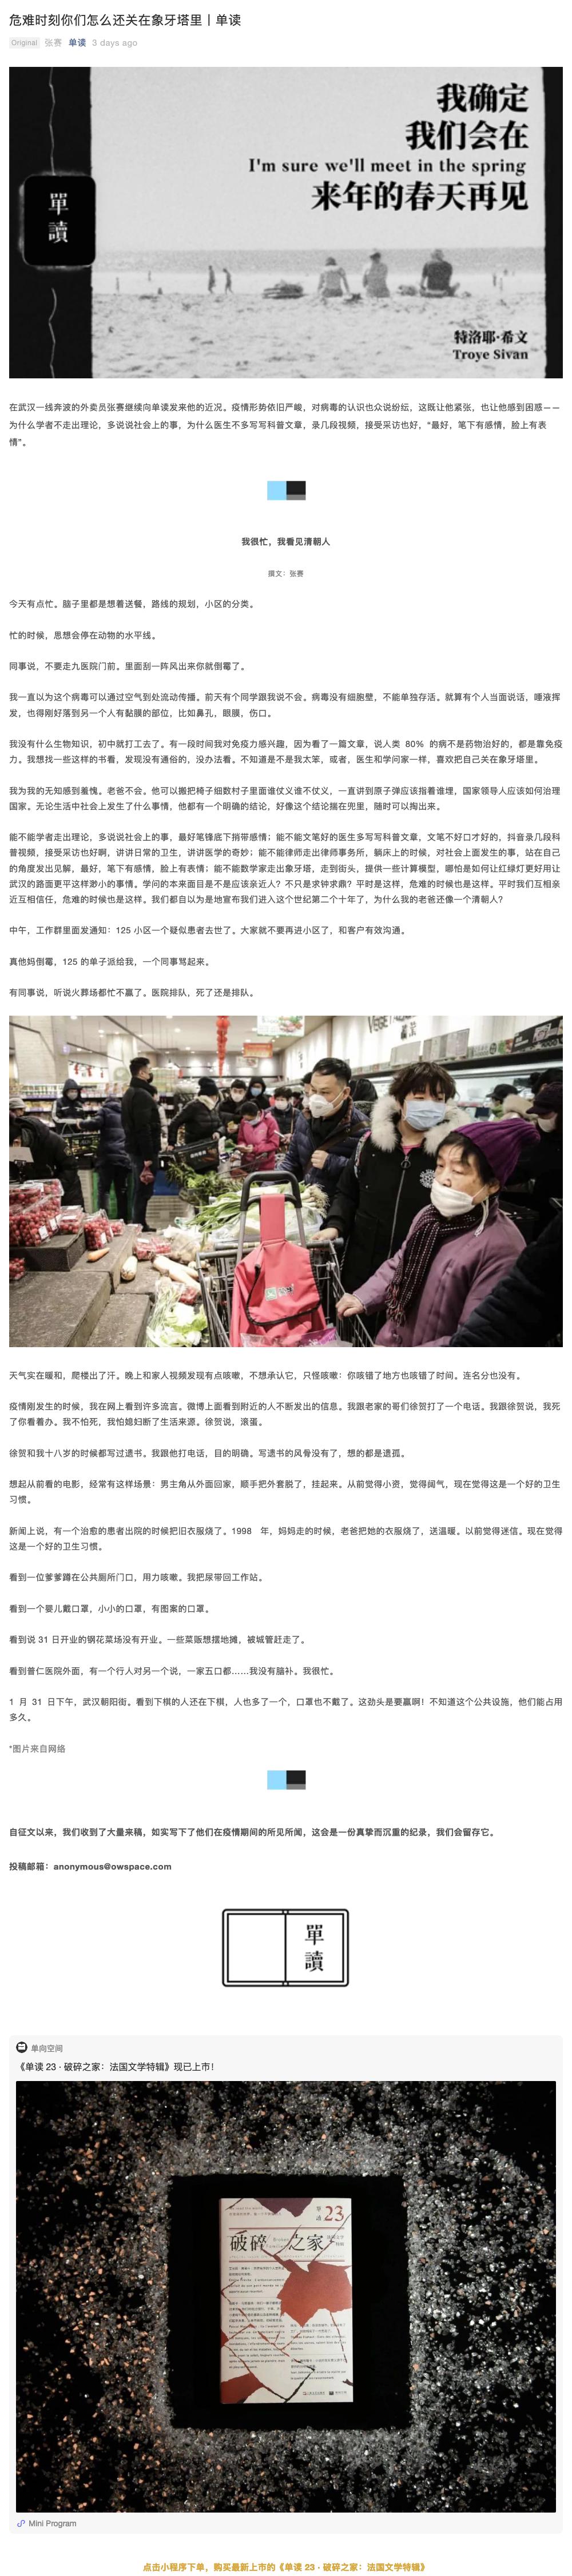 危难时刻你们怎么还关在象牙塔里丨单读
Original 张赛 单读 3 days ago
單讀
我确定
我们会在
I'm sure we'll meet in the spring
来年的春天再见
特洛耶·希文
Troye Sivan
在武汉一线奔波的外卖员张赛继续向单读发来他的近况。疫情形势依旧严峻，对病毒的认识也众说纷纭，这既让他紧张，也让他感到困惑——
为什么学者不走出理论，多说说社会上的事，为什么医生不多写写科普文章，录几段视频，接受采访也好，“最好，笔下有感情，脸上有表
情”。
我很忙，我看见清朝人
撰文：张赛
今天有点忙。脑子里都是想着送餐，路线的规划，小区的分类。
忙的时候，思想会停在动物的水平线。
同事说，不要走九医院门前。里面刮一阵风出来你就倒霉了。
我一直以为这个病毒可以通过空气到处流动传播。前天有个同学跟我说不会。病毒没有细胞壁，不能单独存活。就算有个人当面说话，唾液挥
发，也得刚好落到另一个人有黏膜的部位，比如鼻孔，眼膜，伤口。
我没有什么生物知识，初中就打工去了。有一段时间我对免疫力感兴趣，因为看了一篇文章，说人类 80% 的病不是药物治好的，都是靠免疫
力。我想找一些这样的书看，发现没有通俗的，没办法看。不知道是不是我太笨，或者，医生和学问家一样，喜欢把自己关在象牙塔里。
我为我的无知感到羞愧。老爸不会。他可以搬把椅子细数村子里面谁仗义谁不仗义，一直讲到原子弹应该指着谁埋，国家领导人应该如何治理
国家。无论生活中社会上发生了什么事情，他都有一个明确的结论，好像这个结论揣在兜里，随时可以掏出来。
能不能学者走出理论，多说说社会上的事，最好笔锋底下捎带感情；能不能文笔好的医生多写写科普文章，文笔不好口才好的，抖音录几段科
普视频，接受采访也好啊，讲讲日常的卫生，讲讲医学的奇妙；能不能律师走出律师事务所，躺床上的时候，对社会上面发生的事，站在自己
的角度发出见解，最好，笔下有感情，脸上有表情；能不能数学家走出象牙塔，走到街头，提供一些计算模型，哪怕是如何让红绿灯更好用让
武汉的路面更平这样渺小的事情。学问的本来面目是不是应该亲近人？不只是求钟求鼎？平时是这样，危难的时候也是这样。平时我们互相亲
近互相信任，危难的时候也是这样。我们都自以为是地宣布我们进入这个世纪第二个十年了，为什么我的老爸还像一个清朝人？
中午，工作群里面发通知：125 小区一个疑似患者去世了。大家就不要再进小区了，和客户有效沟通。
真他妈倒霉，125 的单子派给我，一个同事骂起来。
有同事说，听说火葬场都忙不赢了。医院排队，死了还是排队。
天气实在暖和，爬楼出了汗。晚上和家人视频发现有点咳嗽，不想承认它，只怪咳嗽：你咳错了地方也咳错了时间。连名分也没有。
疫情刚发生的时候，我在网上看到许多流言。微博上面看到附近的人不断发出的信息。我跟老家的哥们徐贺打了一个电话。我跟徐贺说，我死
了你看着办。我不怕死，我怕媳妇断了生活来源。徐贺说，滚蛋。
徐贺和我十八岁的时候都写过遗书。我跟他打电话，目的明确。写遗书的风骨没有了，想的都是遗孤。
想起从前看的电影，经常有这样场景：男主角从外面回家，顺手把外套脱了，挂起来。从前觉得小资，觉得阔气，现在觉得这是一个好的卫生
习惯。
新闻上说，有一个治愈的患者出院的时候把旧衣服烧了。1998 年，妈妈走的时候，老爸把她的衣服烧了，送温暖。以前觉得迷信。现在觉得
这是一个好的卫生习惯。
看到一位爹爹蹲在公共厕所门口，用力咳嗽。我把尿带回工作站。
看到一个婴儿戴口罩，小小的口罩，有图案的口罩。
看到说 31 日开业的钢花菜场没有开业。一些菜贩想摆地摊，被城管赶走了。
看到普仁医院外面，有一个行人对另一个说，一家五口都……我没有脑补。我很忙。
1 月 31 日下午，武汉朝阳街。看到下棋的人还在下棋，人也多了一个，口罩也不戴了。这劲头是要赢啊！不知道这个公共设施，他们能占用
多久。
*图片来自网络
自征文以来，我们收到了大量来稿，如实写下了他们在疫情期间的所见所闻，这会是一份真挚而沉重的纪录，我们会留存它。
投稿邮箱：anonymous@owspace.com
單讀
单向空间
《单读 23 · 破碎之家：法国文学特辑》现已上市！
單讀 23
破碎之家
Mini Program
点击小程序下单，购买最新上市的《单读 23 · 破碎之家：法国文学特辑》